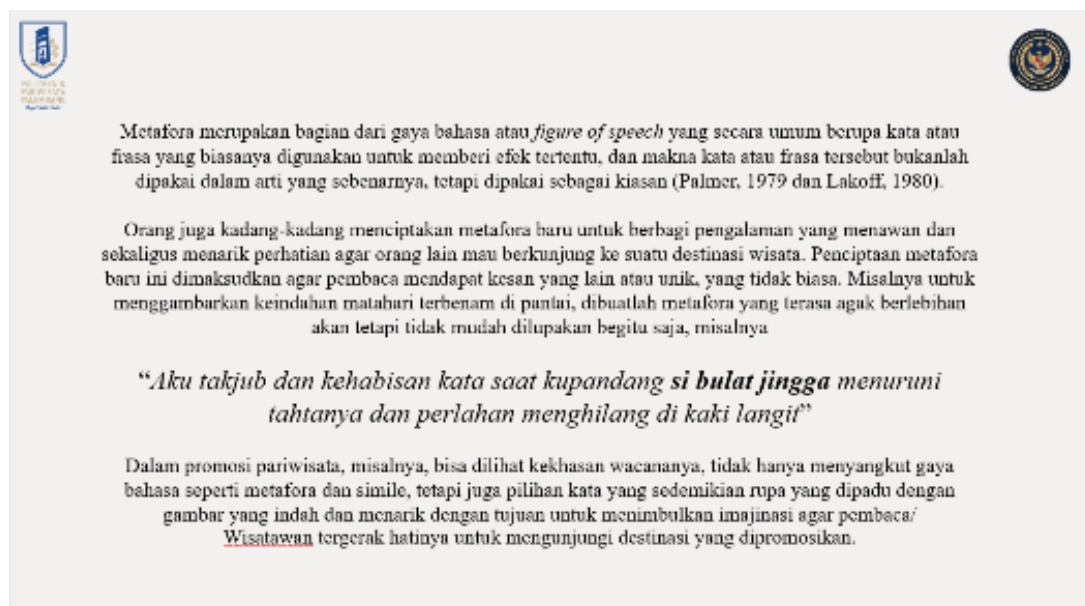 Metafora merupakan bagian dari gaya bahasa atau figure of speech yang secara umum berupa kata atau
frasa yang biasanya digunakan untuk memberi efek tertentu, dan makna kata atau frasa tersebut bukanlah
dipakai dalam arti yang sebenarnya, tetapi dipakai sebagai kiasan (Palmer, 1979 dan Lakoff, 1980).
Orang juga kadang-kadang menciptakan metafora baru untuk berbagi pengalaman yang menawan dan
sekaligus menarik perhatian agar orang lain mau berkunjung ke suatu destinasi wisata. Penciptaan metafora
baru ini dimaksudkan agar pembaca mendapat kesan yang lain atau unik, yang tidak biasa. Misalnya untuk
menggambarkan keindahan matahari terbenam di pantai, dibuatlah metafora yang terasa agak berlebihan
akan tetapi tidak mudah dilupakan begitu saja, misalnya
“Aku takjub dan kehabisan kata saat kupandang si bulat jingga menuruni
tahtanya dan perlahan menghilang di kaki langit”
Dalam promosi pariwisata, misalnya, bisa dilihat kekhasan wacananya, tidak hanya menyangkut gaya
bahasa seperti metafora dan simile, tetapi juga pilihan kata yang sedemikian rupa yang dipadu dengan
gambar yang indah dan menarik dengan tujuan untuk menimbulkan imajinasi agar pembaca/
Wisatawan tergerak hatinya untuk mengunjungi destinasi yang dipromosikan.